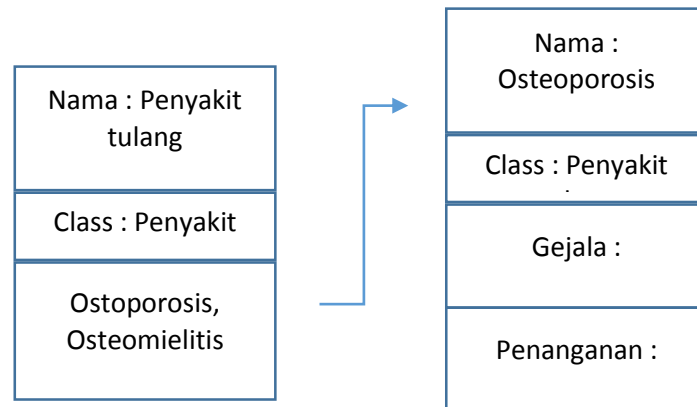 Nama : Penyakit
tulang
Class : Penyakit
Ostoporosis,
Osteomielitis
Nama :
Osteoporosis
Class : Penyakit
Gejala :
Penanganan :